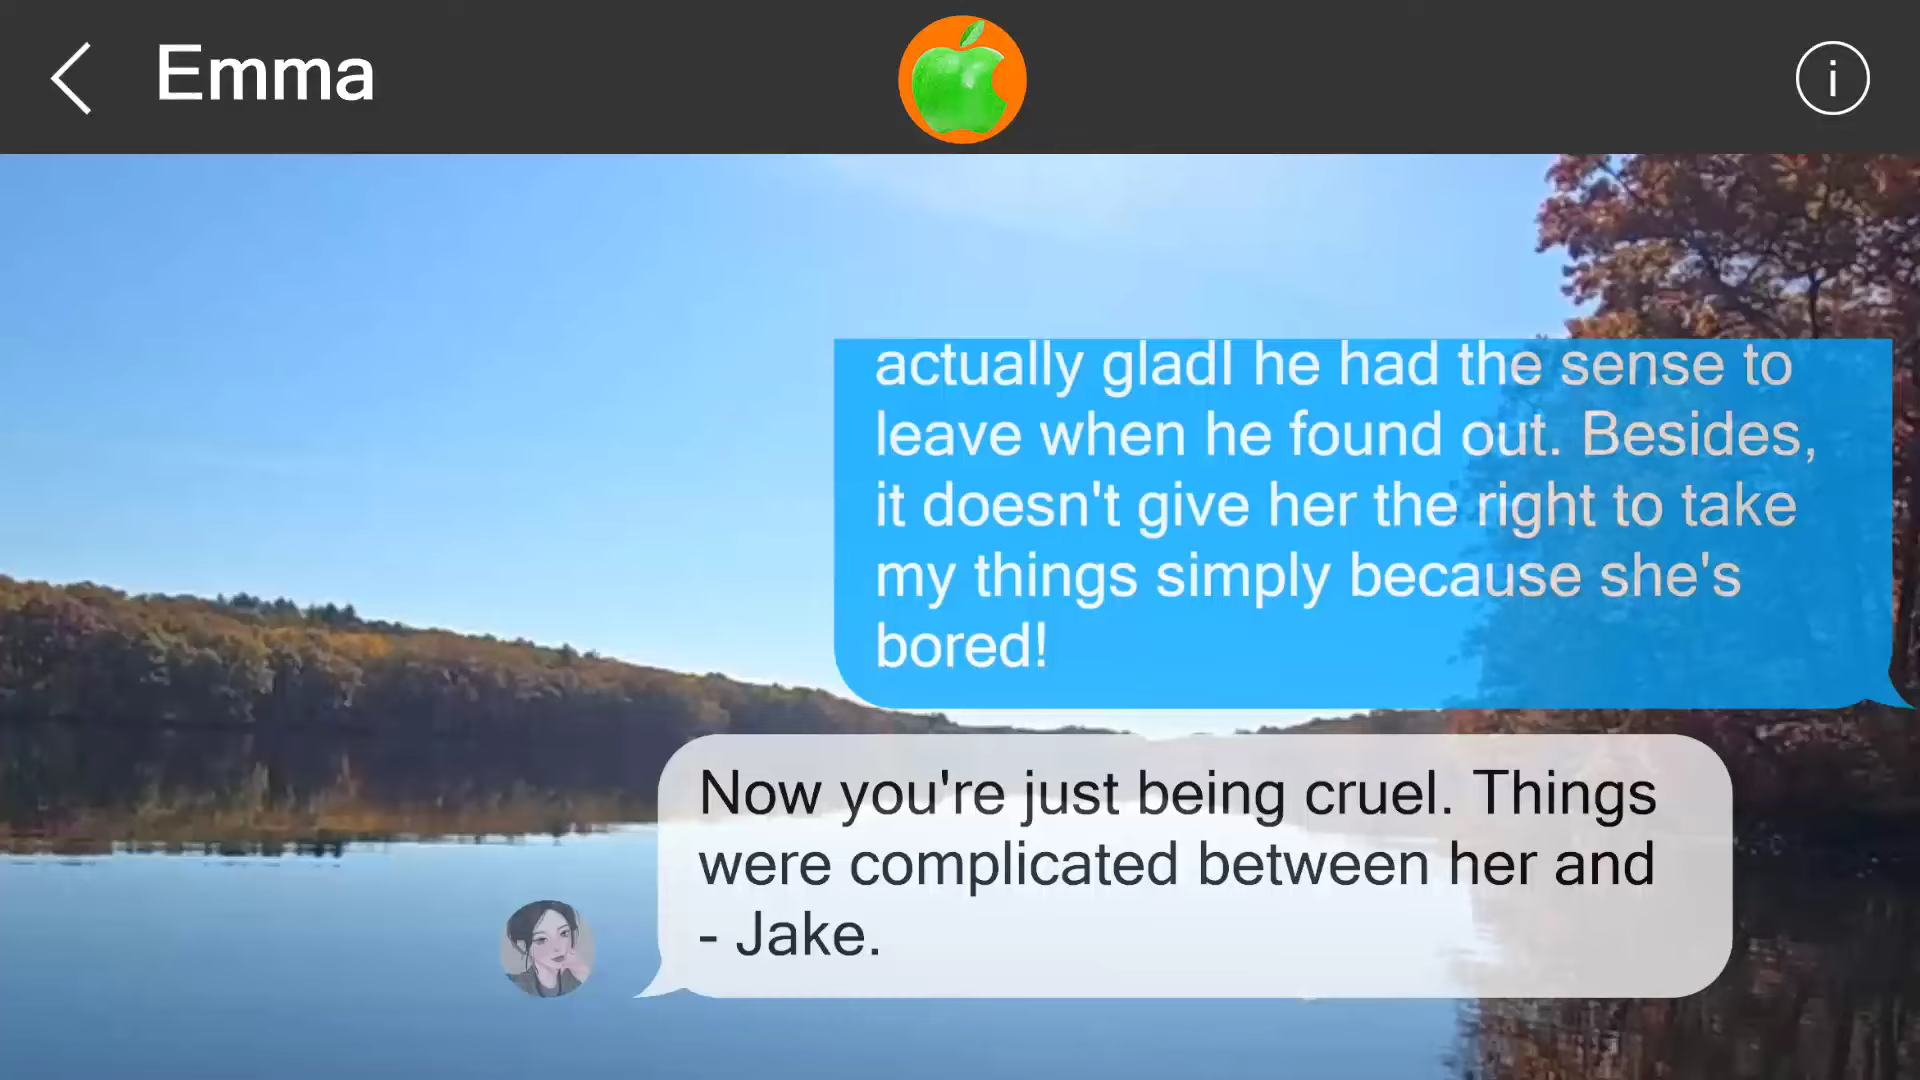 Emma
i
actually gladl he had the sense to
leave when he found out. Besides,
it doesn't give her the right to take
my things simply because she's
bored!
Now you're just being cruel. Things
were complicated between her and
- Jake.